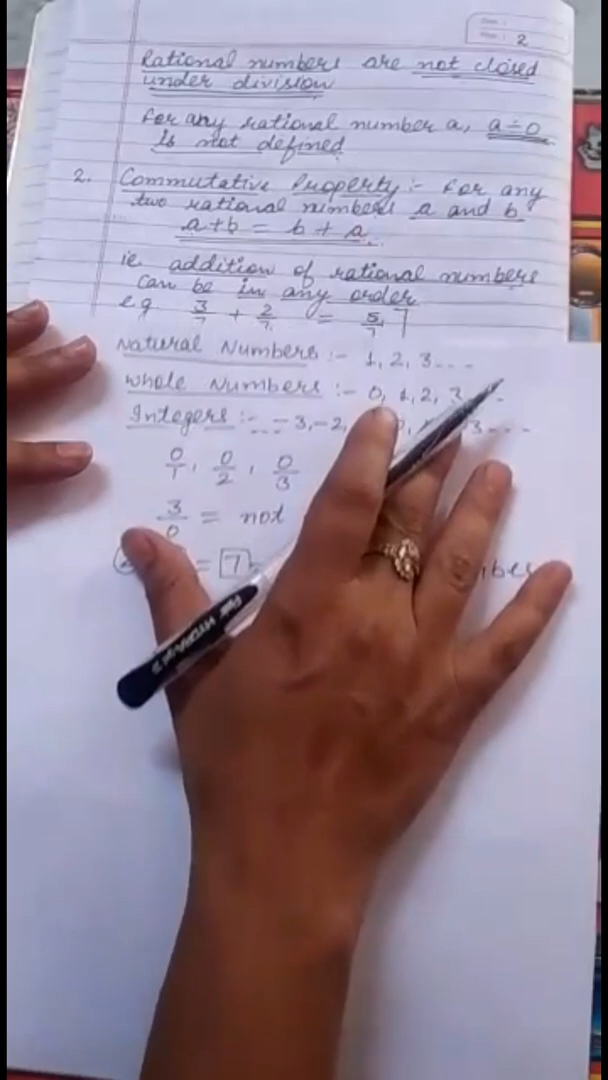 2
Rational numbers are not closed
under division
For any rational number a, a÷0
is not defined
2. Commutative Property:- For any
two rational numbers a and b
a+b = b+a
ie addition of rational numbers
can be in any order
e.g 3/7 + 2/7 = 5/7
Natural Numbers:- 1, 2, 3....
Whole Numbers:- 0, 1, 2, 3
Integers:- ... -3, -2, 0, 3 ....
0/1, 0/2, 0/3
3/0 = not
= 7